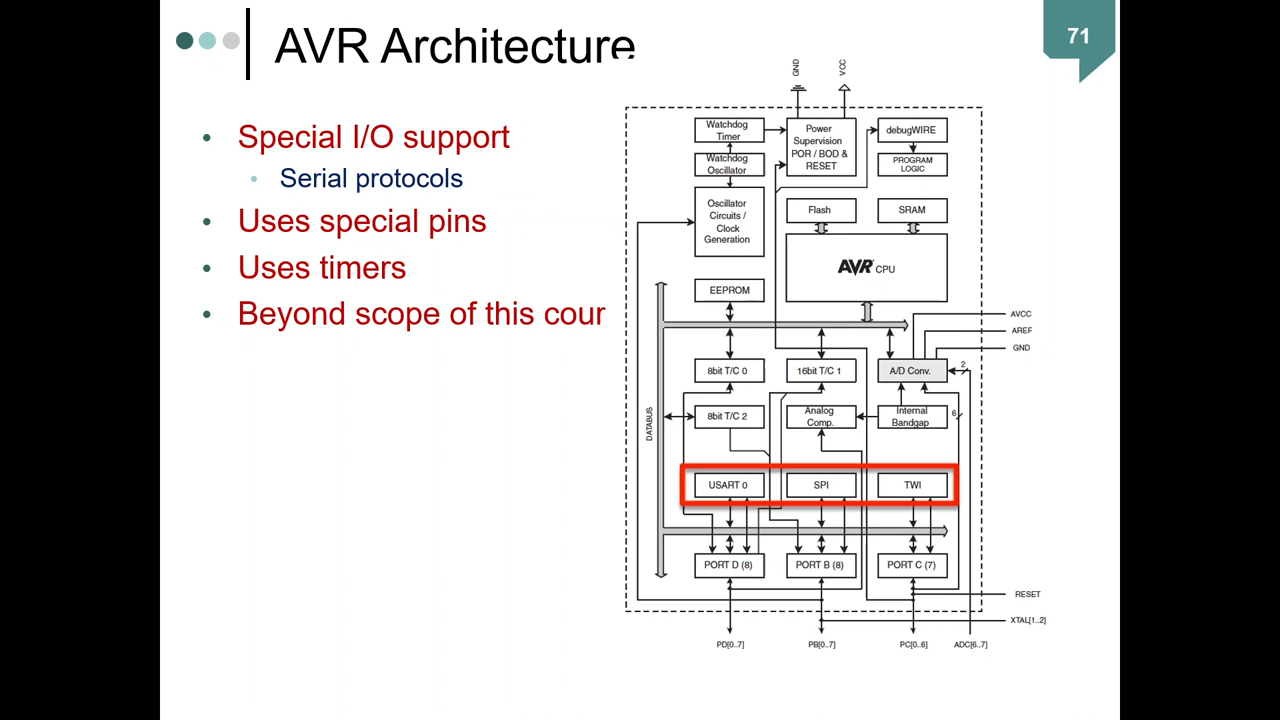 AVR Architecture
71
Special I/O support
Serial protocols
Uses special pins
Uses timers
Beyond scope of this cour
GND
VCC
Watchdog
Timer
Power
Supervision
POR / BOD &
RESET
debugWIRE
Watchdog
Oscillator
PROGRAM
LOGIC
Oscillator
Circuits /
Clock
Generation
Flash
SRAM
AVR CPU
EEPROM
AVCC
AREF
GND
8bit T/C 0
16bit T/C 1
A/D Conv.
2
DATABUS
8bit T/C 2
Analog
Comp.
Internal
Bandgap
6
USART 0
SPI
TWI
PORT D (8)
PORT B (8)
PORT C (7)
RESET
XTAL[1..2]
PD[0..7]
PB[0..7]
PC[0..6]
ADC[6..7]